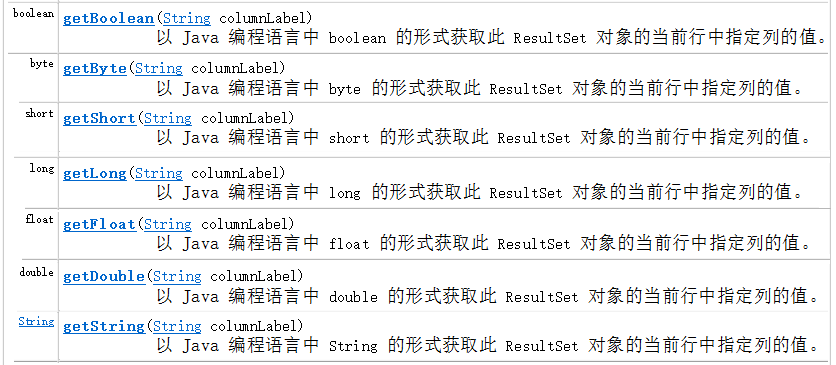 boolean getBoolean(String columnLabel)
以 Java 编程语言中 boolean 的形式获取此 ResultSet 对象的当前行中指定列的值。
byte getByte(String columnLabel)
以 Java 编程语言中 byte 的形式获取此 ResultSet 对象的当前行中指定列的值。
short getShort(String columnLabel)
以 Java 编程语言中 short 的形式获取此 ResultSet 对象的当前行中指定列的值。
long getLong(String columnLabel)
以 Java 编程语言中 long 的形式获取此 ResultSet 对象的当前行中指定列的值。
float getFloat(String columnLabel)
以 Java 编程语言中 float 的形式获取此 ResultSet 对象的当前行中指定列的值。
double getDouble(String columnLabel)
以 Java 编程语言中 double 的形式获取此 ResultSet 对象的当前行中指定列的值。
String getString(String columnLabel)
以 Java 编程语言中 String 的形式获取此 ResultSet 对象的当前行中指定列的值。